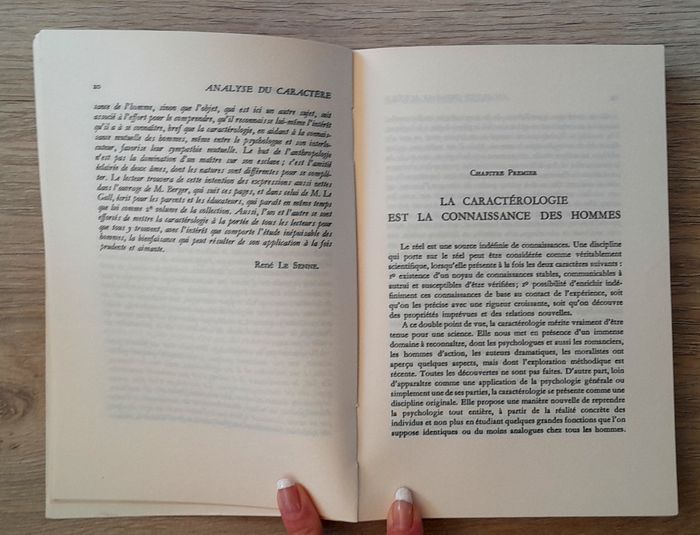 20 ANALYSE DU CARACTÈRE
sance de l'homme, sinon que l'objet, qui est ici un autre sujet, soit
associé à l'effort pour le comprendre, qu'il reconnaisse lui-même l'intérêt
qu'il a à se connaître, bref que la caractérologie, en aidant à la connais-
sance mutuelle des hommes, même entre le psychologue et son interlo-
cuteur, favorise leur sympathie mutuelle. Le but de l'anthropologie
n'est pas la domination d'un maître sur son esclave ; c'est l'amitié
éclairée de deux âmes, dont les natures sont différentes pour se complé-
ter. Le lecteur trouvera de cette intention des expressions aussi nettes
dans l'ouvrage de M. Berger, qui suit ces pages, et dans celui de M. Le
Gall, écrit pour les parents et les éducateurs, qui paraît en même temps
que lui comme 2e volume de la collection. Aussi, l'un et l'autre se sont
efforcés de mettre la caractérologie à la portée de tous les lecteurs pour
que tous y trouvent, avec l'intérêt que comporte l'étude inépuisable des
hommes, la bienfaisance qui peut résulter de son application à la fois
prudente et aimante.
René Le Senne.
Chapitre Premier
LA CARACTÉROLOGIE
EST LA CONNAISSANCE DES HOMMES
Le réel est une source indéfinie de connaissances. Une discipline
qui porte sur le réel peut être considérée comme véritablement
scientifique, lorsqu'elle présente à la fois les deux caractères suivants :
1º existence d'un noyau de connaissances stables, communicables à
autrui et susceptibles d'être vérifiées ; 2º possibilité d'enrichir indé-
finiment ces connaissances de base au contact de l'expérience, soit
qu'on les précise avec une rigueur croissante, soit qu'on découvre
des propriétés imprévues et des relations nouvelles.
A ce double point de vue, la caractérologie mérite vraiment d'être
tenue pour une science. Elle nous met en présence d'un immense
domaine à reconnaître, dont les psychologues et aussi les romanciers,
les hommes d'action, les auteurs dramatiques, les moralistes ont
aperçu quelques aspects, mais dont l'exploration méthodique est
récente. Toutes les découvertes ne sont pas faites. D'autre part, loin
d'apparaître comme une application de la psychologie générale ou
simplement une de ses parties, la caractérologie se présente comme une
discipline originale. Elle propose une manière nouvelle de reprendre
la psychologie tout entière, à partir de la réalité concrète des
individus et non plus en étudiant quelques grandes fonctions que l'on
suppose identiques ou du moins analogues chez tous les hommes.